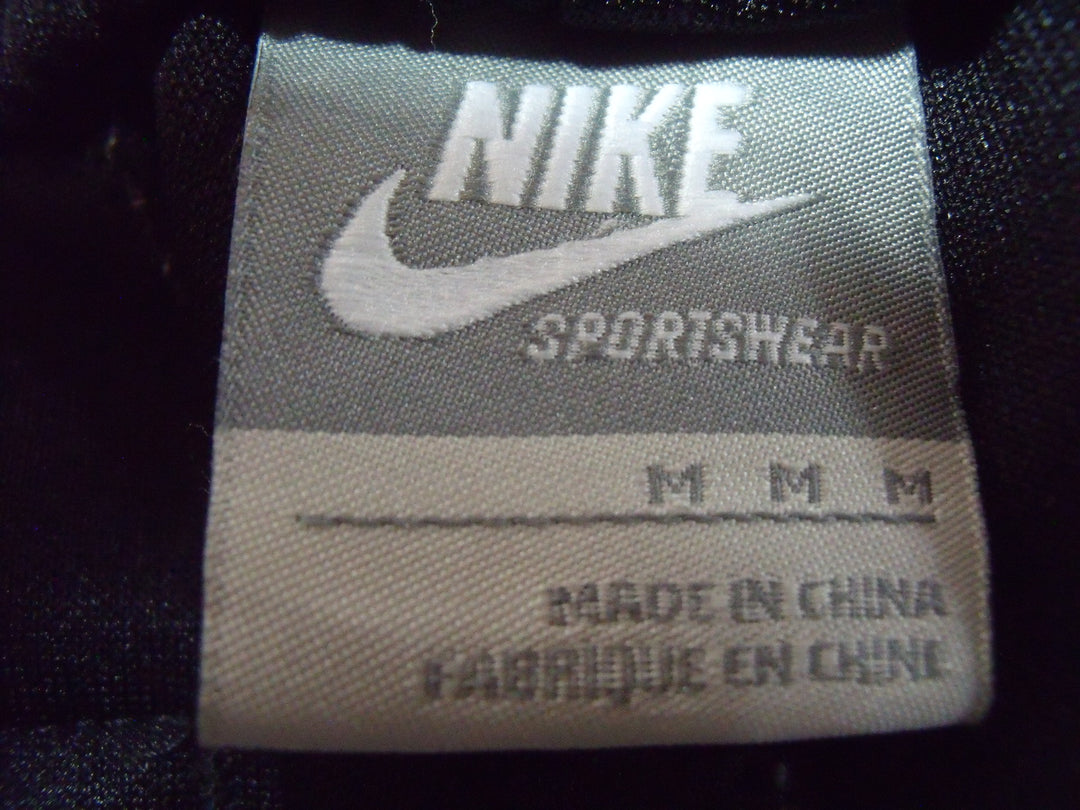 NIKE
SPORTSWEAR
M M M
MADE IN CHINA
FABRIQUE EN CHINE